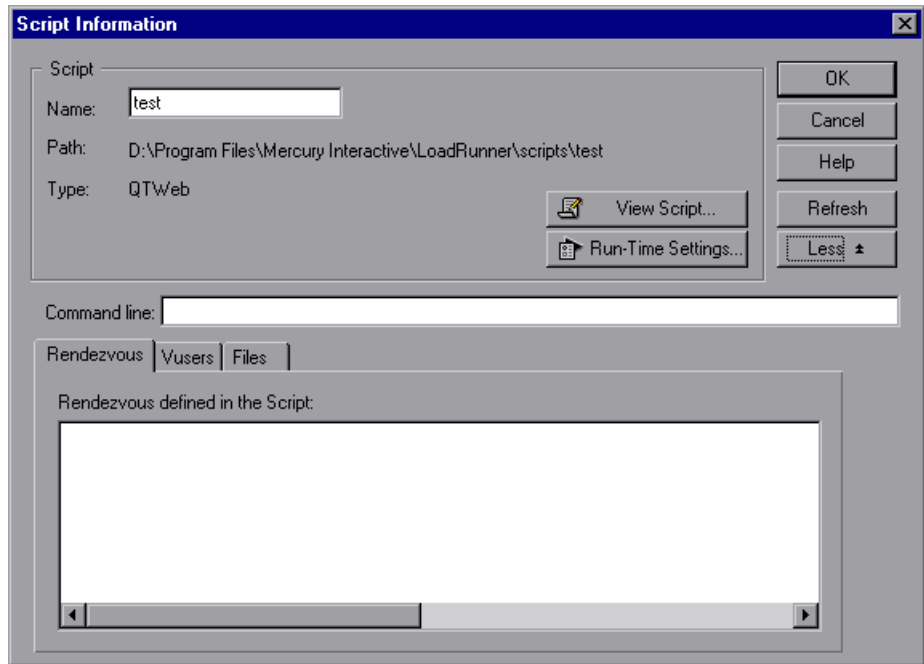 Script Information
Script
Name: test
Path: D:\Program Files\Mercury Interactive\LoadRunner\scripts\test
Type: QTWeb
View Script...
Run-Time Settings...
OK
Cancel
Help
Refresh
Less
Command line:
Rendezvous Vusers Files
Rendezvous defined in the Script: